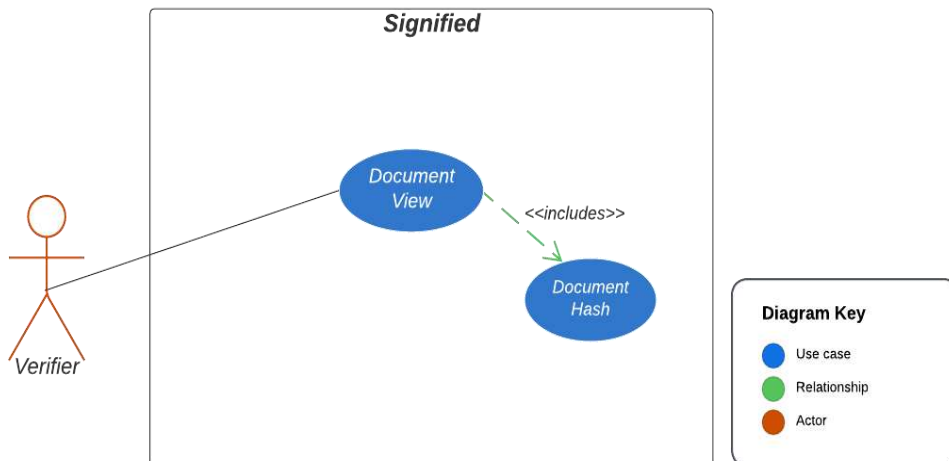 Signified
Document
View
<<includes>>
Document
Hash
Verifier
Diagram Key
Use case
Relationship
Actor